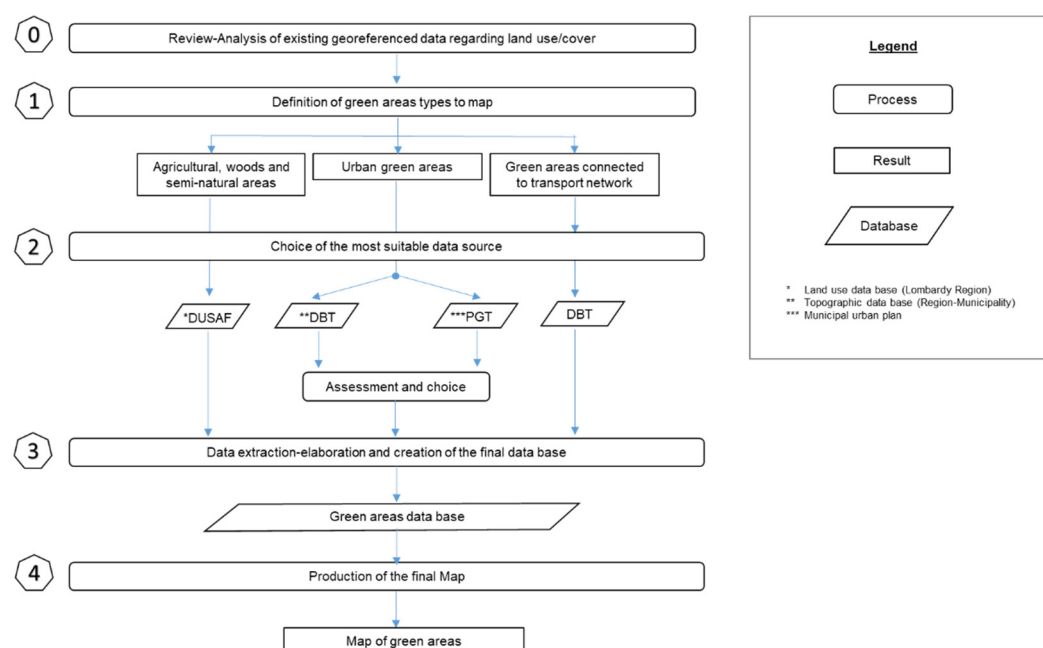 0
Review-Analysis of existing georeferenced data regarding land use/cover
1
Definition of green areas types to map
Agricultural, woods and
semi-natural areas
Urban green areas
Green areas connected
to transport network
2
Choice of the most suitable data source
*DUSAF
**DBT
***PGT
DBT
Assessment and choice
3
Data extraction-elaboration and creation of the final data base
Green areas data base
4
Production of the final Map
Map of green areas
Legend
Process
Result
Database
* Land use data base (Lombardy Region)
** Topographic data base (Region-Municipality)
*** Municipal urban plan